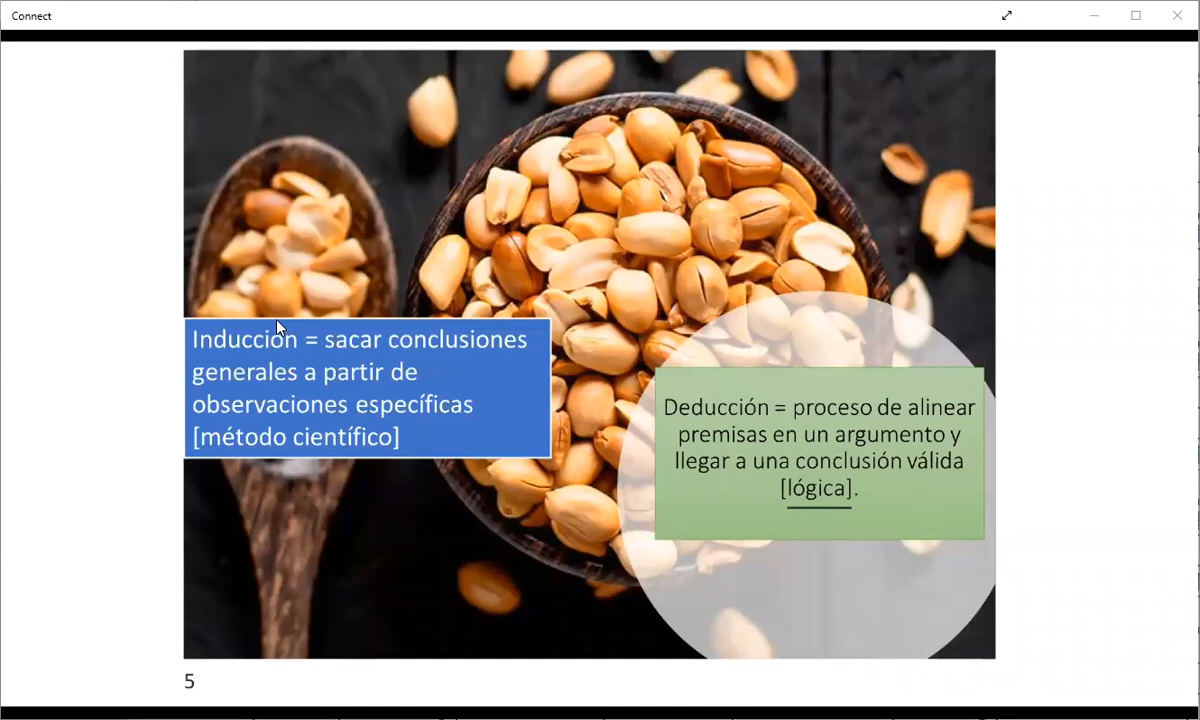 Connect
Inducción = sacar conclusiones
generales a partir de
observaciones específicas
[método científico]
Deducción = proceso de alinear
premisas en un argumento y
llegar a una conclusión válida
[lógica].
5